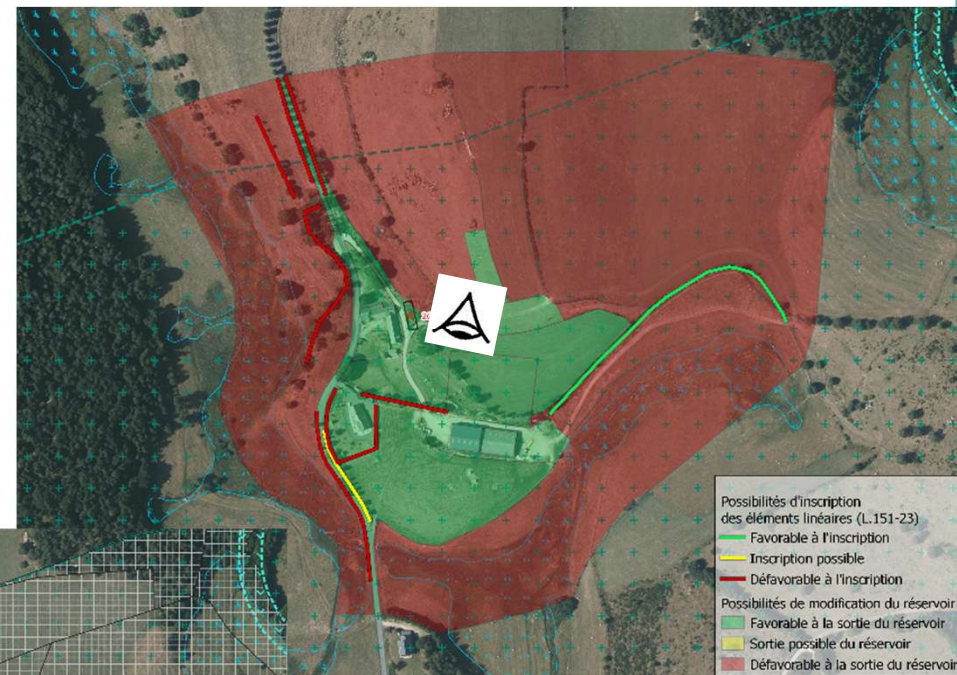 Possibilités d'inscription
des éléments linéaires (L.151-23)
Favorable à l'inscription
Inscription possible
Défavorable à l'inscription
Possibilités de modification du réservoir
Favorable à la sortie du réservoir
Sortie possible du réservoir
Défavorable à la sortie du réservoir